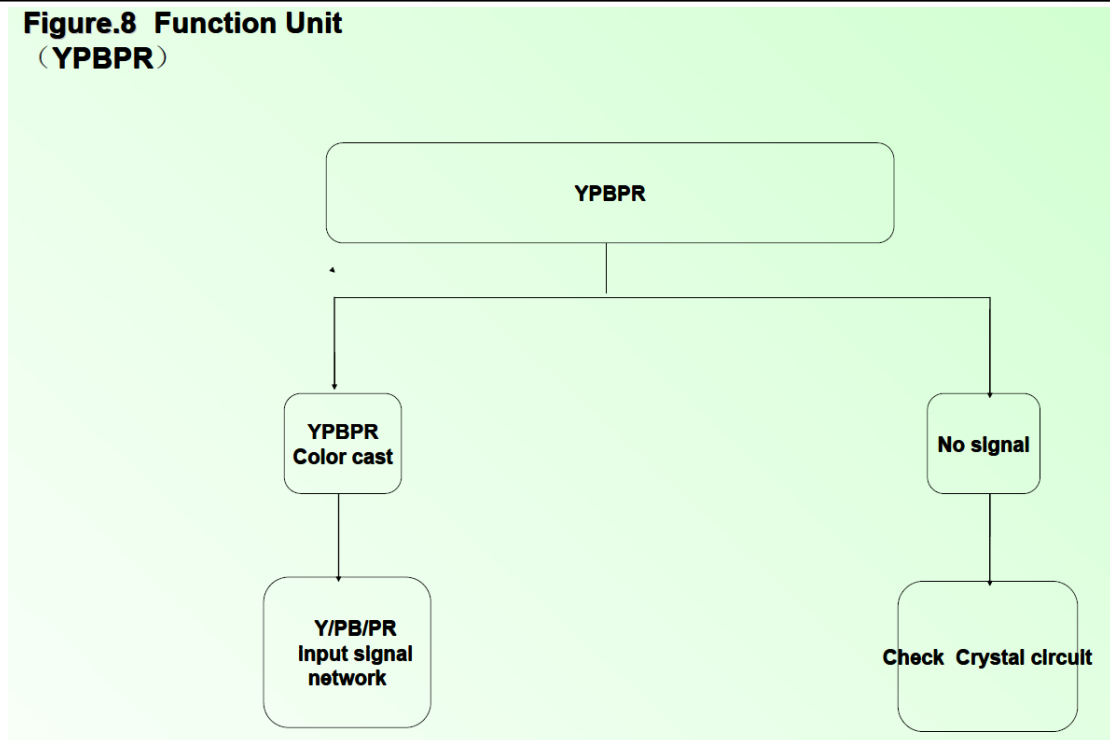 Figure.8 Function Unit
（YPBPR）
YPBPR
YPBPR
Color cast
No signal
Y/PB/PR
Input signal
network
Check Crystal circuit